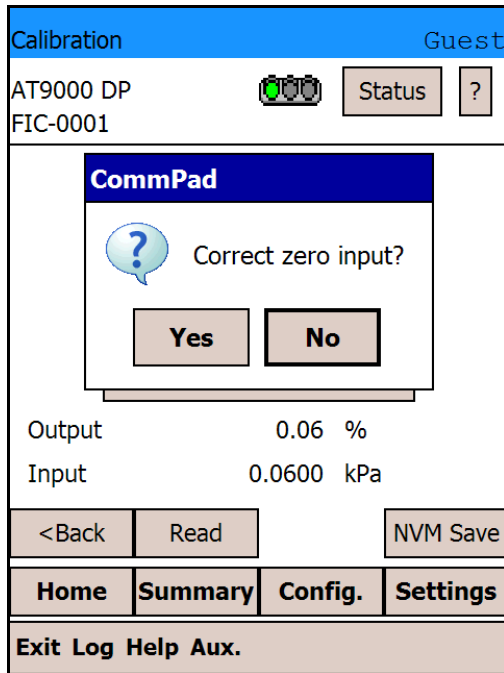 Calibration Guest
AT9000 DP
FIC-0001
Status ?
CommPad
?
Correct zero input?
Yes No
Output 0.06 %
Input 0.0600 kPa
<Back Read NVM Save
Home Summary Config. Settings
Exit Log Help Aux.